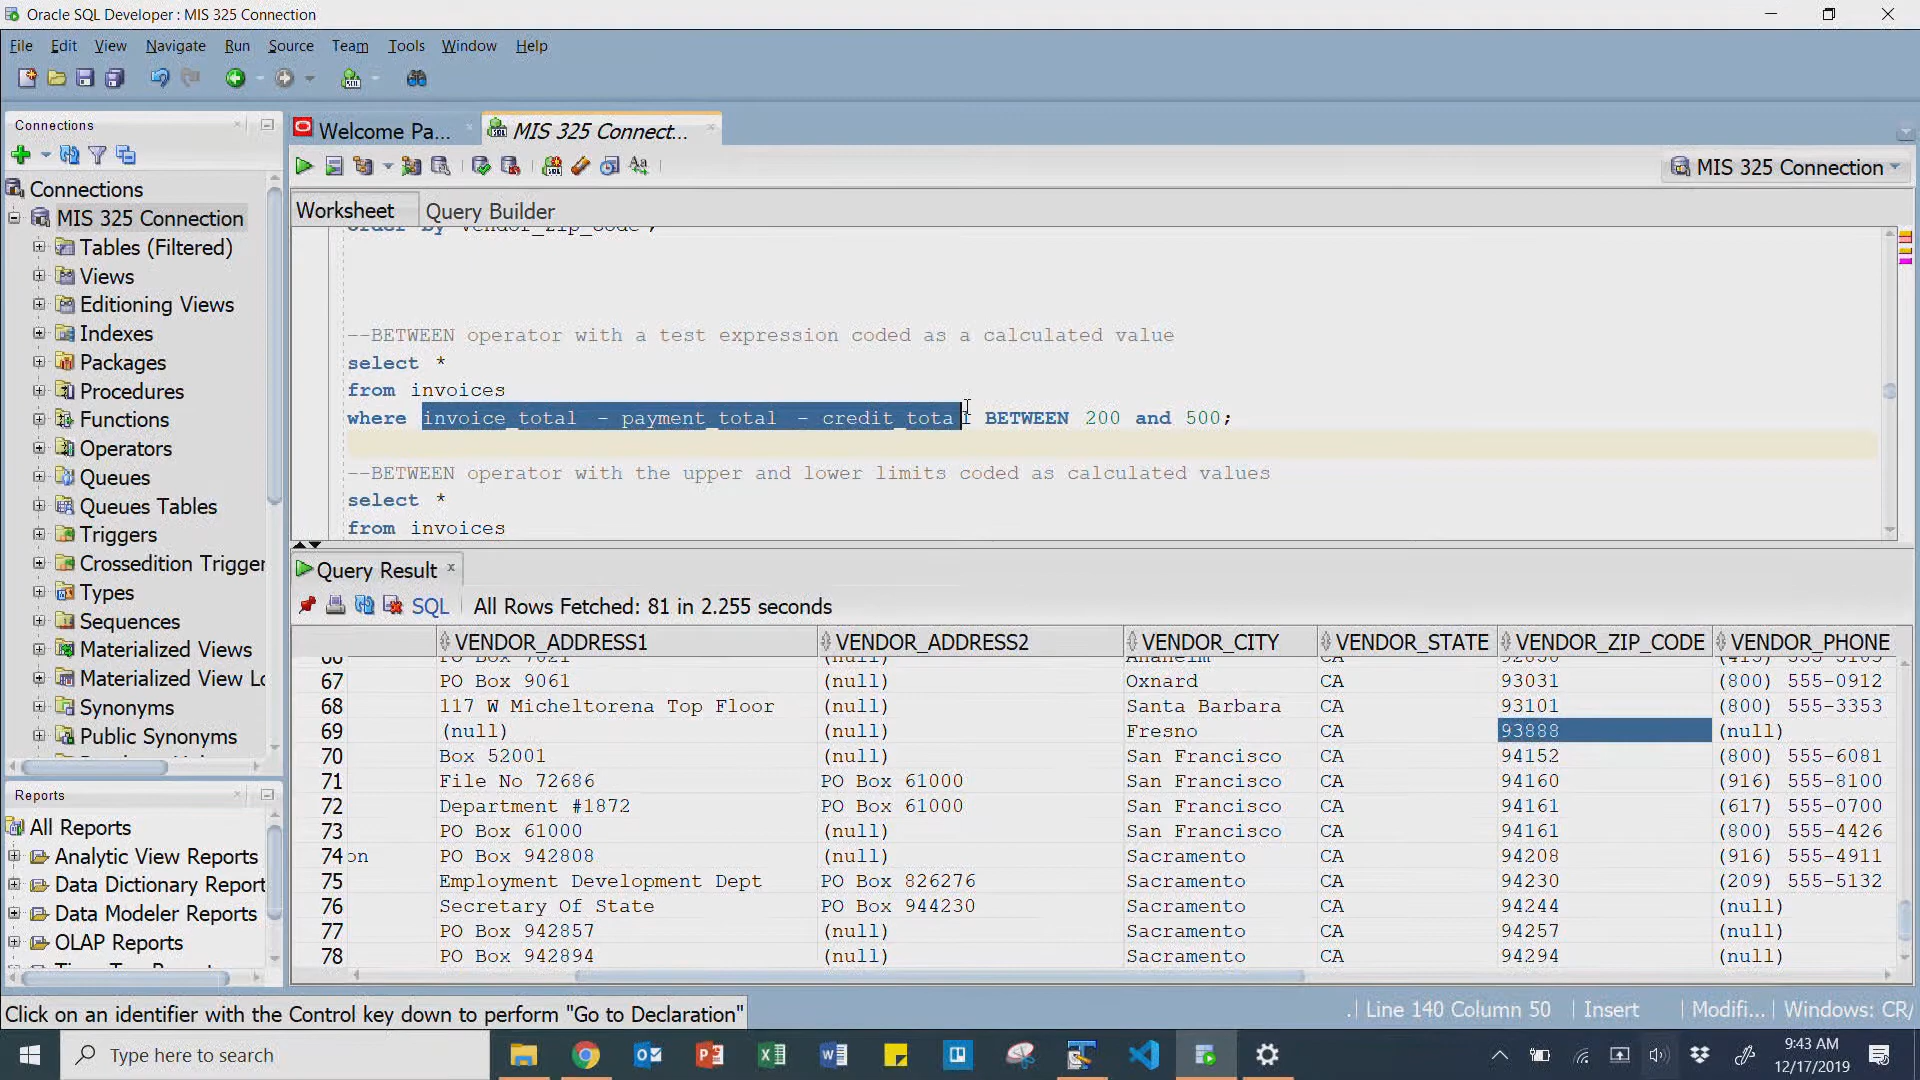 Oracle SQL Developer : MIS 325 Connection
File Edit View Navigate Run Source Team Tools Window Help
Connections
Welcome Pa...
MIS 325 Connect...
MIS 325 Connection
Worksheet Query Builder
Connections
MIS 325 Connection
Tables (Filtered)
Views
Editioning Views
Indexes
Packages
Procedures
Functions
Operators
Queues
Queues Tables
Triggers
Crossedition Trigger
Types
Sequences
Materialized Views
Materialized View Lo
Synonyms
Public Synonyms
order by vendor_zip_code ;
--BETWEEN operator with a test expression coded as a calculated value
select *
from invoices
where invoice_total - payment_total - credit_total BETWEEN 200 and 500;
--BETWEEN operator with the upper and lower limits coded as calculated values
select *
from invoices
Query Result
SQL All Rows Fetched: 81 in 2.255 seconds
VENDOR_ADDRESS1 VENDOR_ADDRESS2 VENDOR_CITY VENDOR_STATE VENDOR_ZIP_CODE VENDOR_PHONE
66 PO Box 7021 (null) Anaheim CA
67 PO Box 9061 (null) Oxnard CA 93031 (800) 555-0912
68 117 W Micheltorena Top Floor (null) Santa Barbara CA 93101 (800) 555-3353
69 (null) (null) Fresno CA 93888 (null)
70 Box 52001 (null) San Francisco CA 94152 (800) 555-6081
71 File No 72686 PO Box 61000 San Francisco CA 94160 (916) 555-8100
72 Department #1872 PO Box 61000 San Francisco CA 94161 (617) 555-0700
73 PO Box 61000 (null) San Francisco CA 94161 (800) 555-4426
74 on PO Box 942808 (null) Sacramento CA 94208 (916) 555-4911
75 Employment Development Dept PO Box 826276 Sacramento CA 94230 (209) 555-5132
76 Secretary Of State PO Box 944230 Sacramento CA 94244 (null)
77 PO Box 942857 (null) Sacramento CA 94257 (null)
78 PO Box 942894 (null) Sacramento CA 94294 (null)
Reports
All Reports
Analytic View Reports
Data Dictionary Report
Data Modeler Reports
OLAP Reports
Click on an identifier with the Control key down to perform "Go to Declaration"
Line 140 Column 50 Insert Modifi... Windows: CR/
Type here to search
9:43 AM
12/17/2019